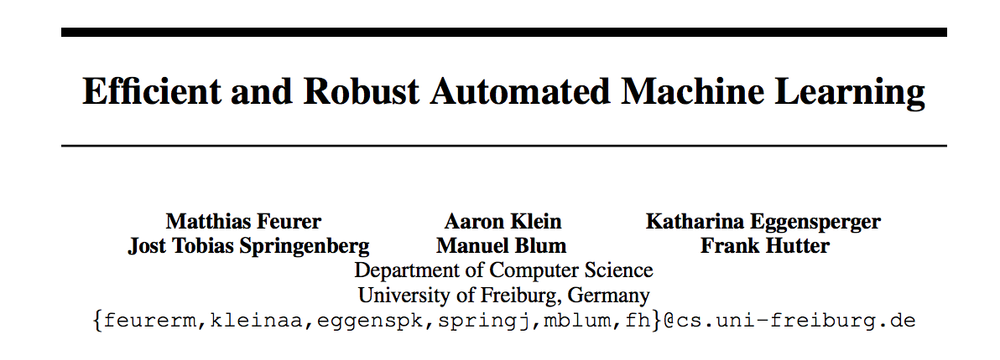 Efficient and Robust Automated Machine Learning
Matthias Feurer Aaron Klein Katharina Eggensperger
Jost Tobias Springenberg Manuel Blum Frank Hutter
Department of Computer Science
University of Freiburg, Germany
{feurerm,kleinaa,eggenspk,springj,mblum,fh}@cs.uni-freiburg.de